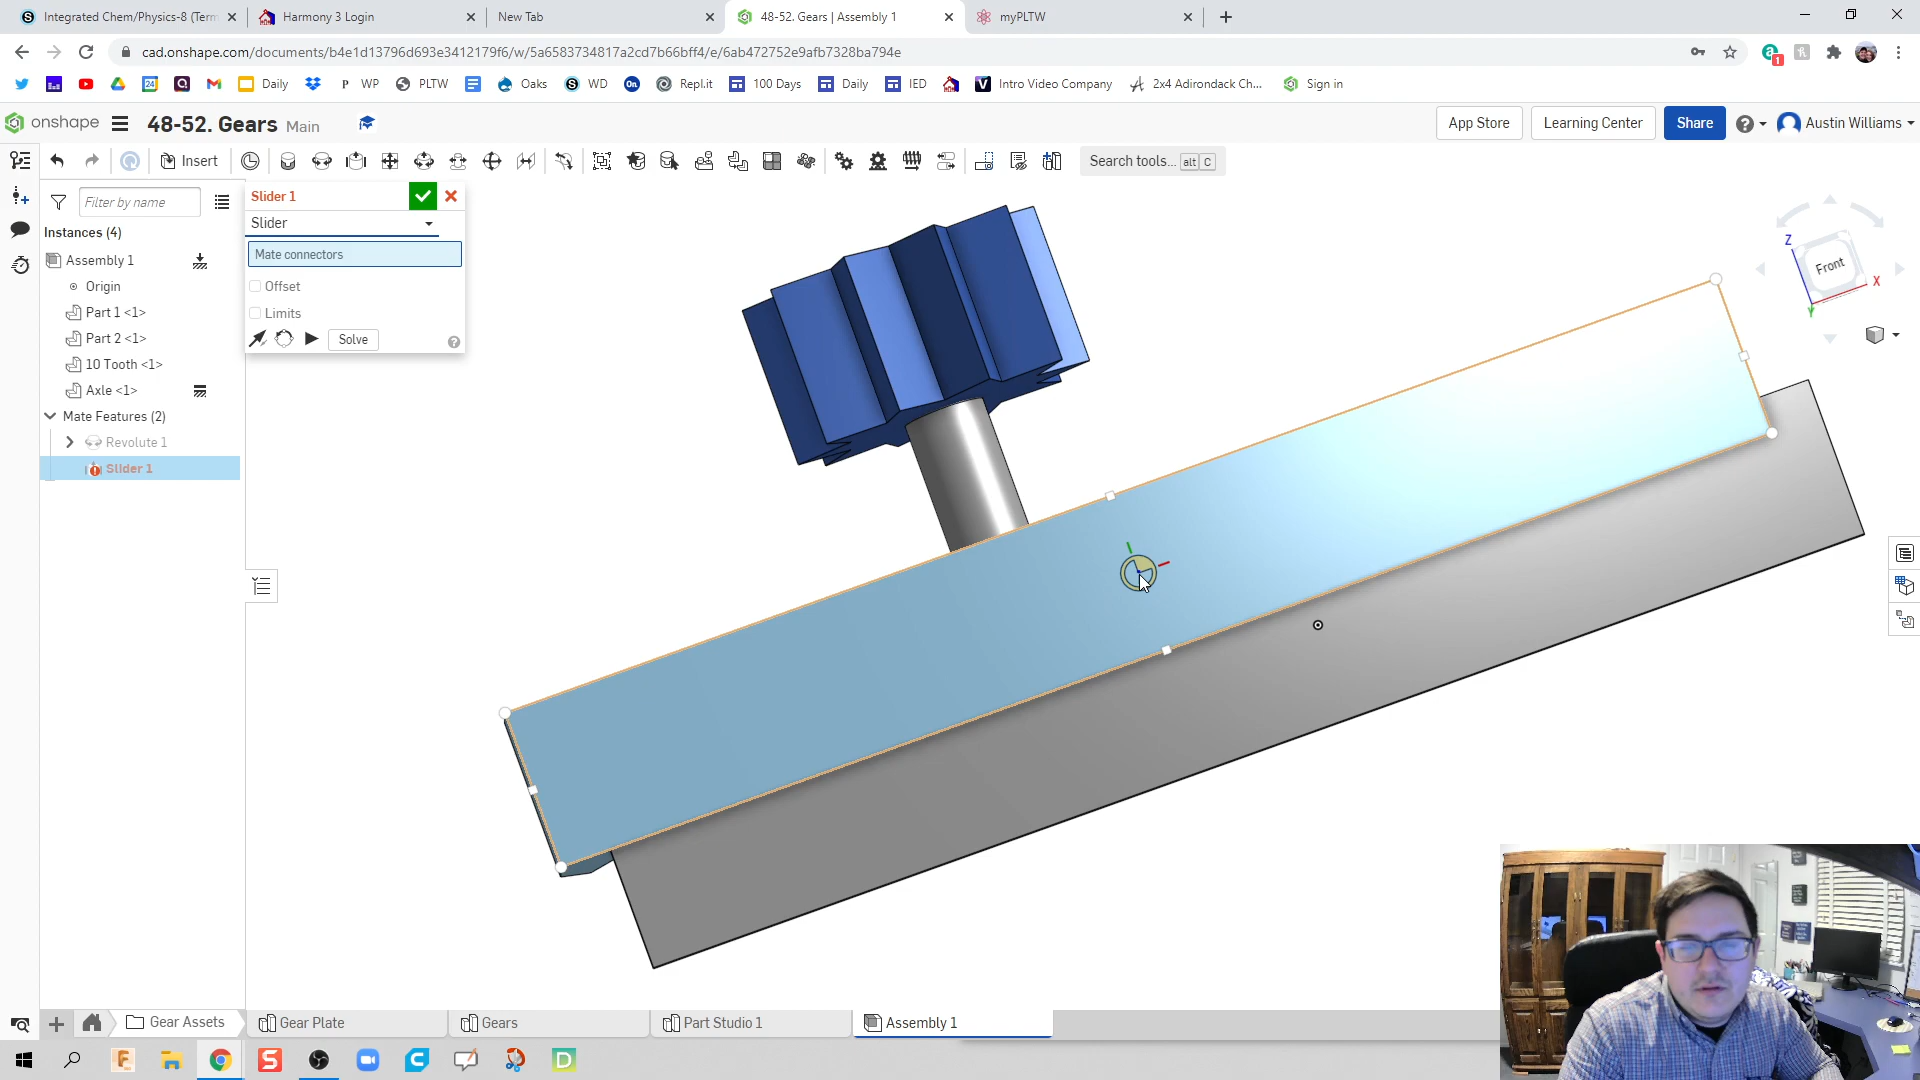 Integrated Chem/Physics-8 (Term
Harmony 3 Login
New Tab
48-52. Gears | Assembly 1
myPLTW
cad.onshape.com/documents/b4e1d13796d693e3412179f6/w/5a6583734817a2cd7b66bff4/e/6ab472752e9afb7328ba794e
Daily
WP
PLTW
Oaks
WD
Repl.it
100 Days
Daily
IED
Intro Video Company
2x4 Adirondack Ch...
Sign in
onshape
48-52. Gears Main
App Store
Learning Center
Share
Austin Williams
Insert
Search tools... alt C
Filter by name
Instances (4)
Assembly 1
Origin
Part 1 <1>
Part 2 <1>
10 Tooth <1>
Axle <1>
Mate Features (2)
Revolute 1
Slider 1
Slider 1
Slider
Mate connectors
Offset
Limits
Solve
Z
Front
X
Y
Gear Assets
Gear Plate
Gears
Part Studio 1
Assembly 1